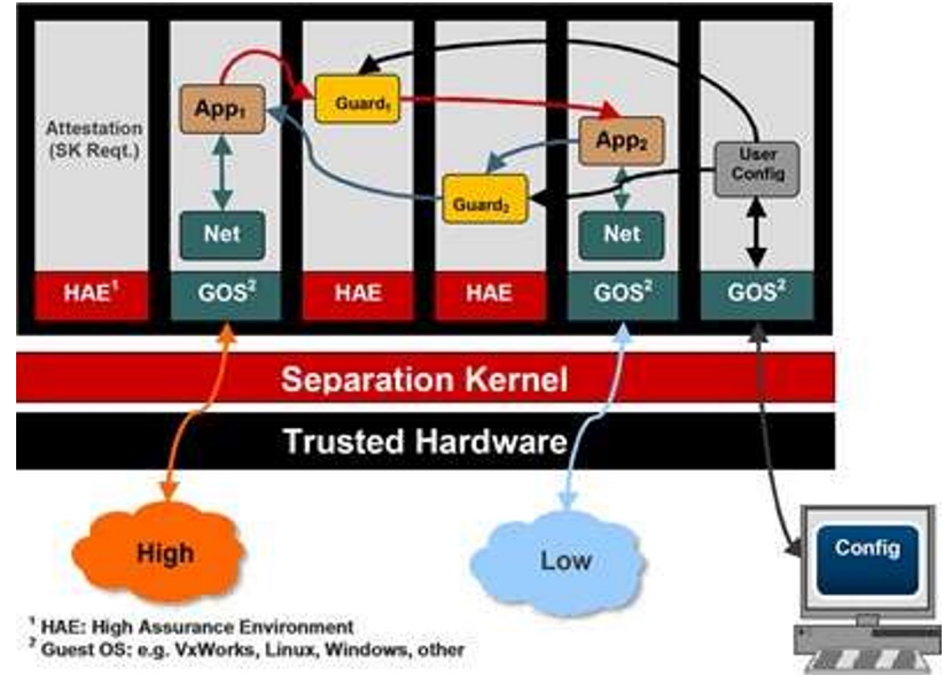 Attestation
(SK Reqt.)
App₁
Net
Guard₁
Guard₂
App₂
Net
User
Config
HAE¹
GOS²
HAE
HAE
GOS²
GOS²
Separation Kernel
Trusted Hardware
High
Low
Config
¹ HAE: High Assurance Environment
² Guest OS: e.g. VxWorks, Linux, Windows, other